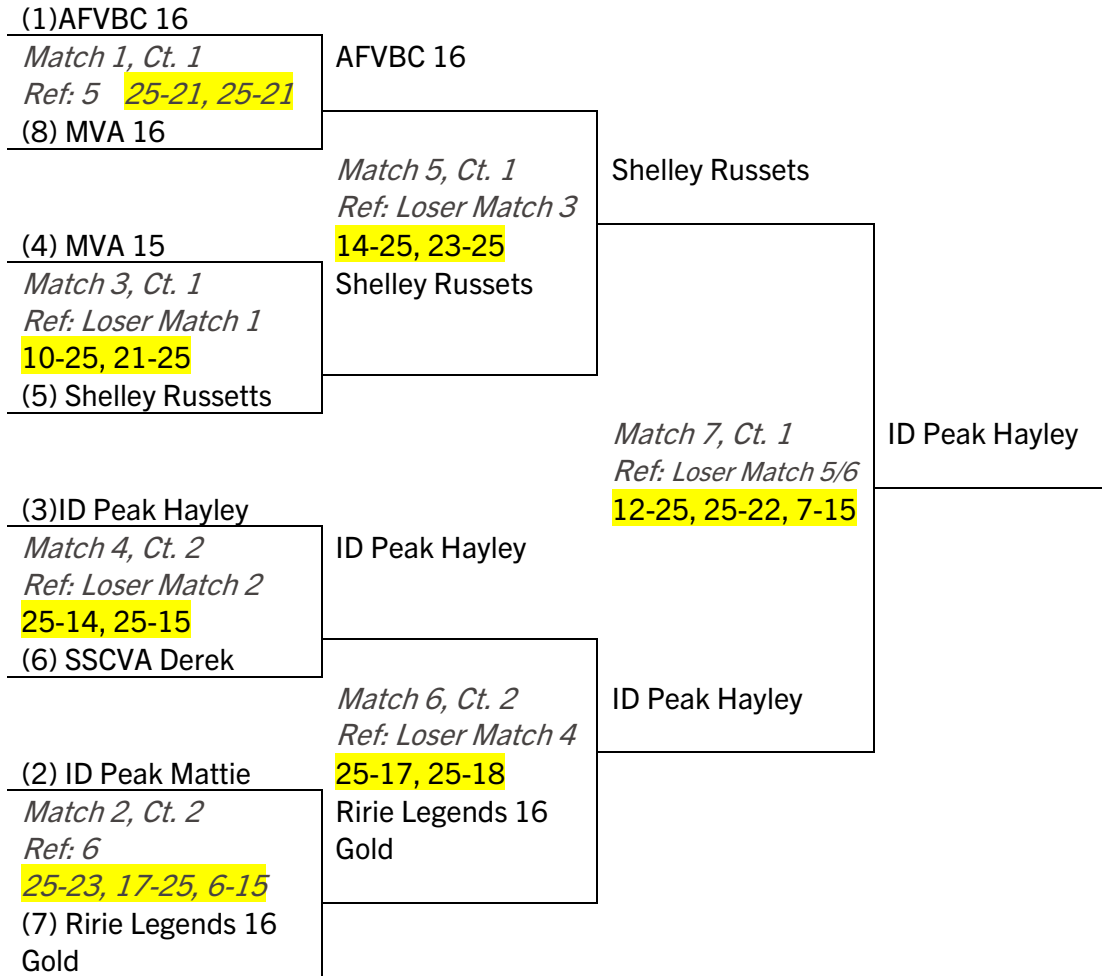 (1)AFVBC 16
Match 1, Ct. 1
Ref: 5 25-21, 25-21
(8) MVA 16
(4) MVA 15
Match 3, Ct. 1
Ref: Loser Match 1
10-25, 21-25
(5) Shelley Russetts
(3)ID Peak Hayley
Match 4, Ct. 2
Ref: Loser Match 2
25-14, 25-15
(6) SSCVA Derek
(2) ID Peak Mattie
Match 2, Ct. 2
Ref: 6
25-23, 17-25, 6-15
(7) Ririe Legends 16
Gold
AFVBC 16
Match 5, Ct. 1
Ref: Loser Match 3
14-25, 23-25
Shelley Russets
ID Peak Hayley
Match 6, Ct. 2
Ref: Loser Match 4
25-17, 25-18
Ririe Legends 16
Gold
Shelley Russets
Match 7, Ct. 1
Ref: Loser Match 5/6
12-25, 25-22, 7-15
ID Peak Hayley
ID Peak Hayley